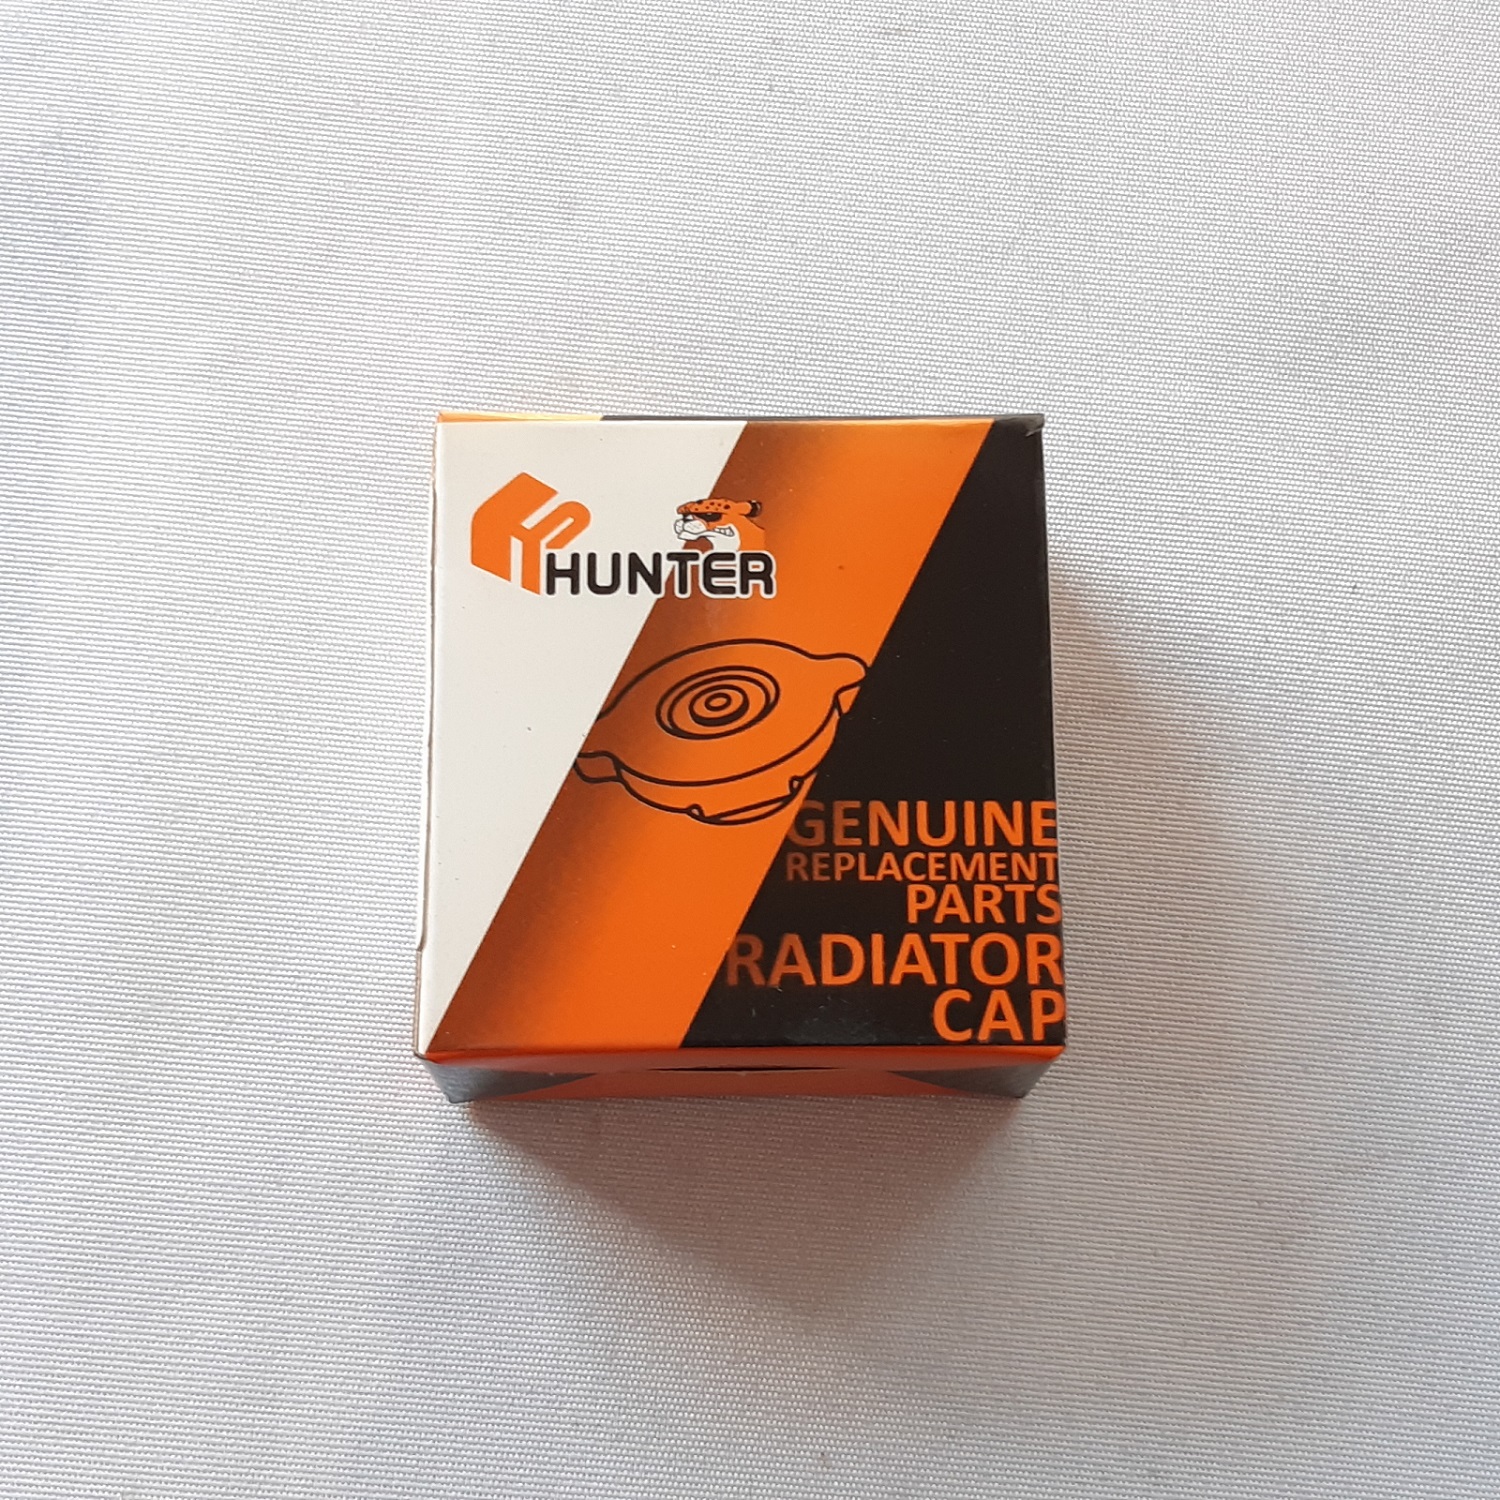 HUNTER
GENUINE
REPLACEMENT
PARTS
RADIATOR
CAP